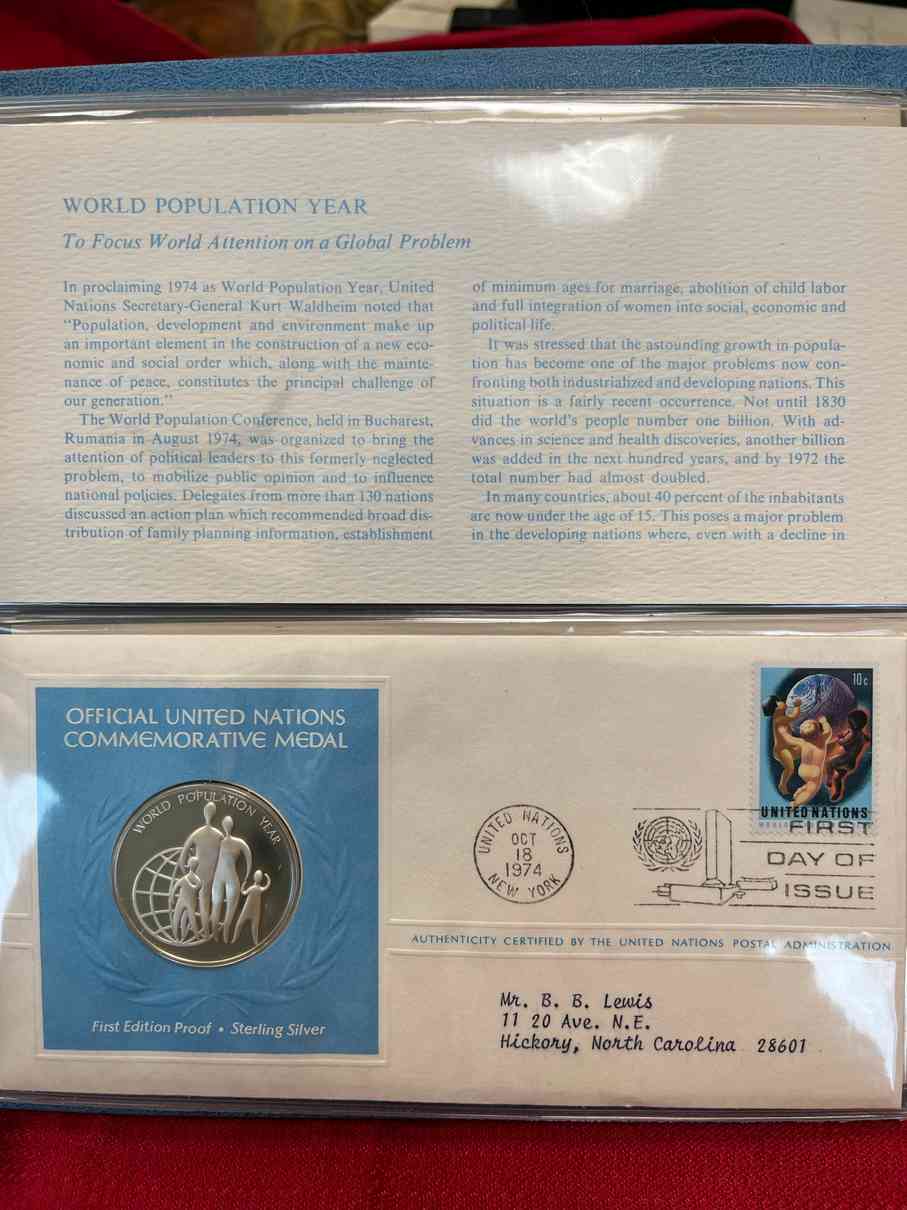 WORLD POPULATION YEAR
To Focus World Attention on a Global Problem
In proclaiming 1974 as World Population Year, United
Nations Secretary-General Kurt Waldheim noted that
"Population, development and environment make up
an important element in the construction of a new eco-
nomic and social order which, along with the mainte-
nance of peace, constitutes the principal challenge of
our generation."
The World Population Conference, held in Bucharest,
Rumania in August 1974, was organized to bring the
attention of political leaders to this formerly neglected
problem, to mobilize public opinion and to influence
national policies. Delegates from more than 130 nations
discussed an action plan which recommended broad dis-
tribution of family planning information, establishment
of minimum ages for marriage, abolition of child labor
and full integration of women into social, economic and
political life.
It was stressed that the astounding growth in popula-
tion has become one of the major problems now con-
fronting both industrialized and developing nations. This
situation is a fairly recent occurrence. Not until 1830
did the world's people number one billion. With ad-
vances in science and health discoveries, another billion
was added in the next hundred years, and by 1972 the
total number had almost doubled.
In many countries, about 40 percent of the inhabitants
are now under the age of 15. This poses a major problem
in the developing nations where, even with a decline in
OFFICIAL UNITED NATIONS
COMMEMORATIVE MEDAL
WORLD POPULATION YEAR
First Edition Proof • Sterling Silver
10c
UNITED NATIONS
WORLD
UNITED NATIONS
OCT
18
1974
NEW YORK
FIRST
DAY OF
ISSUE
AUTHENTICITY CERTIFIED BY THE UNITED NATIONS POSTAL ADMINISTRATION
Mr. B. B. Lewis
11 20 Ave. N.E.
Hickory, North Carolina 28601